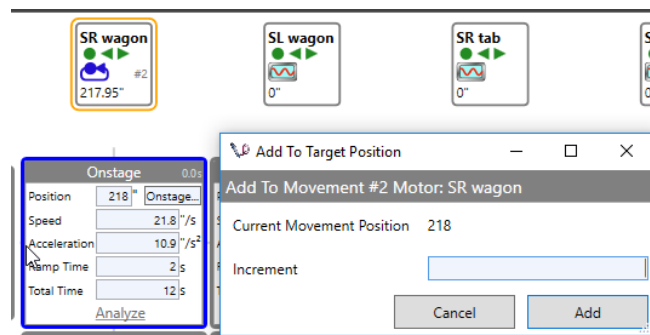 SR wagon
#2
217.95"
SL wagon
0"
SR tab
0"
S
0
Onstage 0.0s
Position 218 " Onstage...
Speed 21.8 "/s
Acceleration 10.9 "/s²
Ramp Time 2 s
Total Time 12 s
Analyze
Add To Target Position
Add To Movement #2 Motor: SR wagon
Current Movement Position 218
Increment
Cancel Add